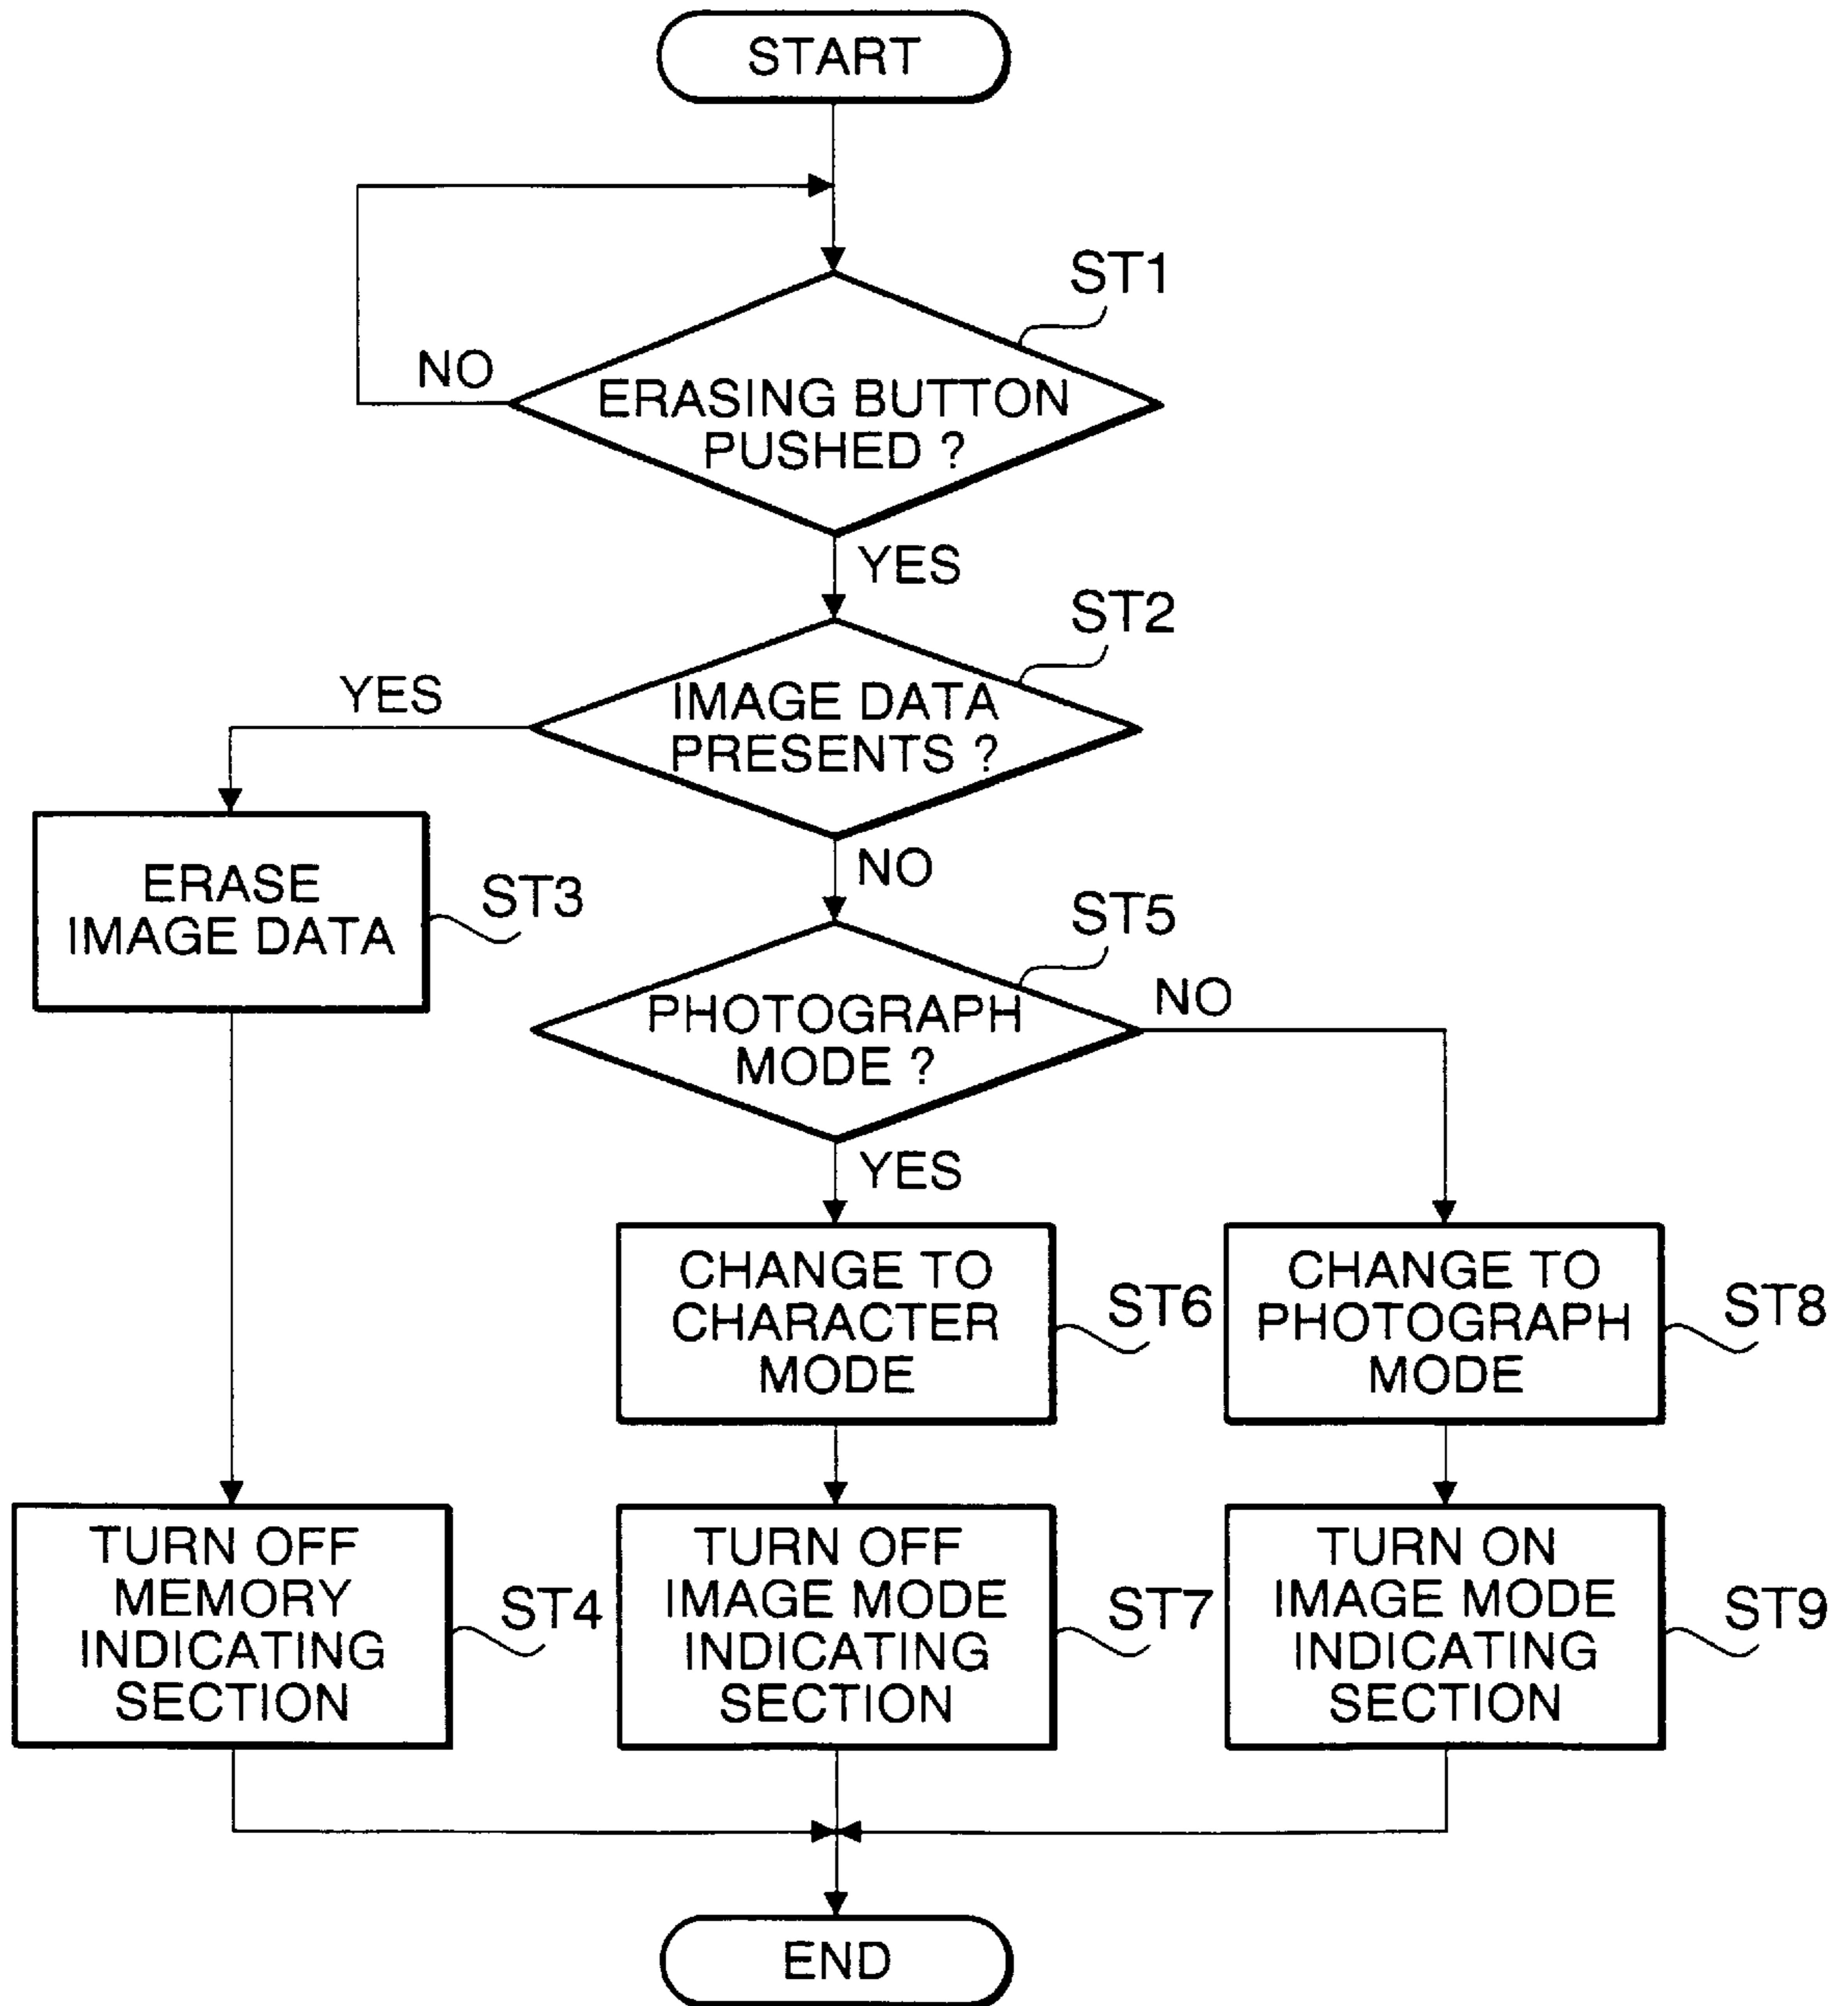 START
ST1
NO
ERASING BUTTON
PUSHED ?
YES
ST2
YES
IMAGE DATA
PRESENTS ?
NO
ERASE
IMAGE DATA
ST3
ST5
PHOTOGRAPH
MODE ?
NO
YES
CHANGE TO
CHARACTER
MODE
ST6
CHANGE TO
PHOTOGRAPH
MODE
ST8
TURN OFF
MEMORY
INDICATING
SECTION
ST4
TURN OFF
IMAGE MODE
INDICATING
SECTION
ST7
TURN ON
IMAGE MODE
INDICATING
SECTION
ST9
END